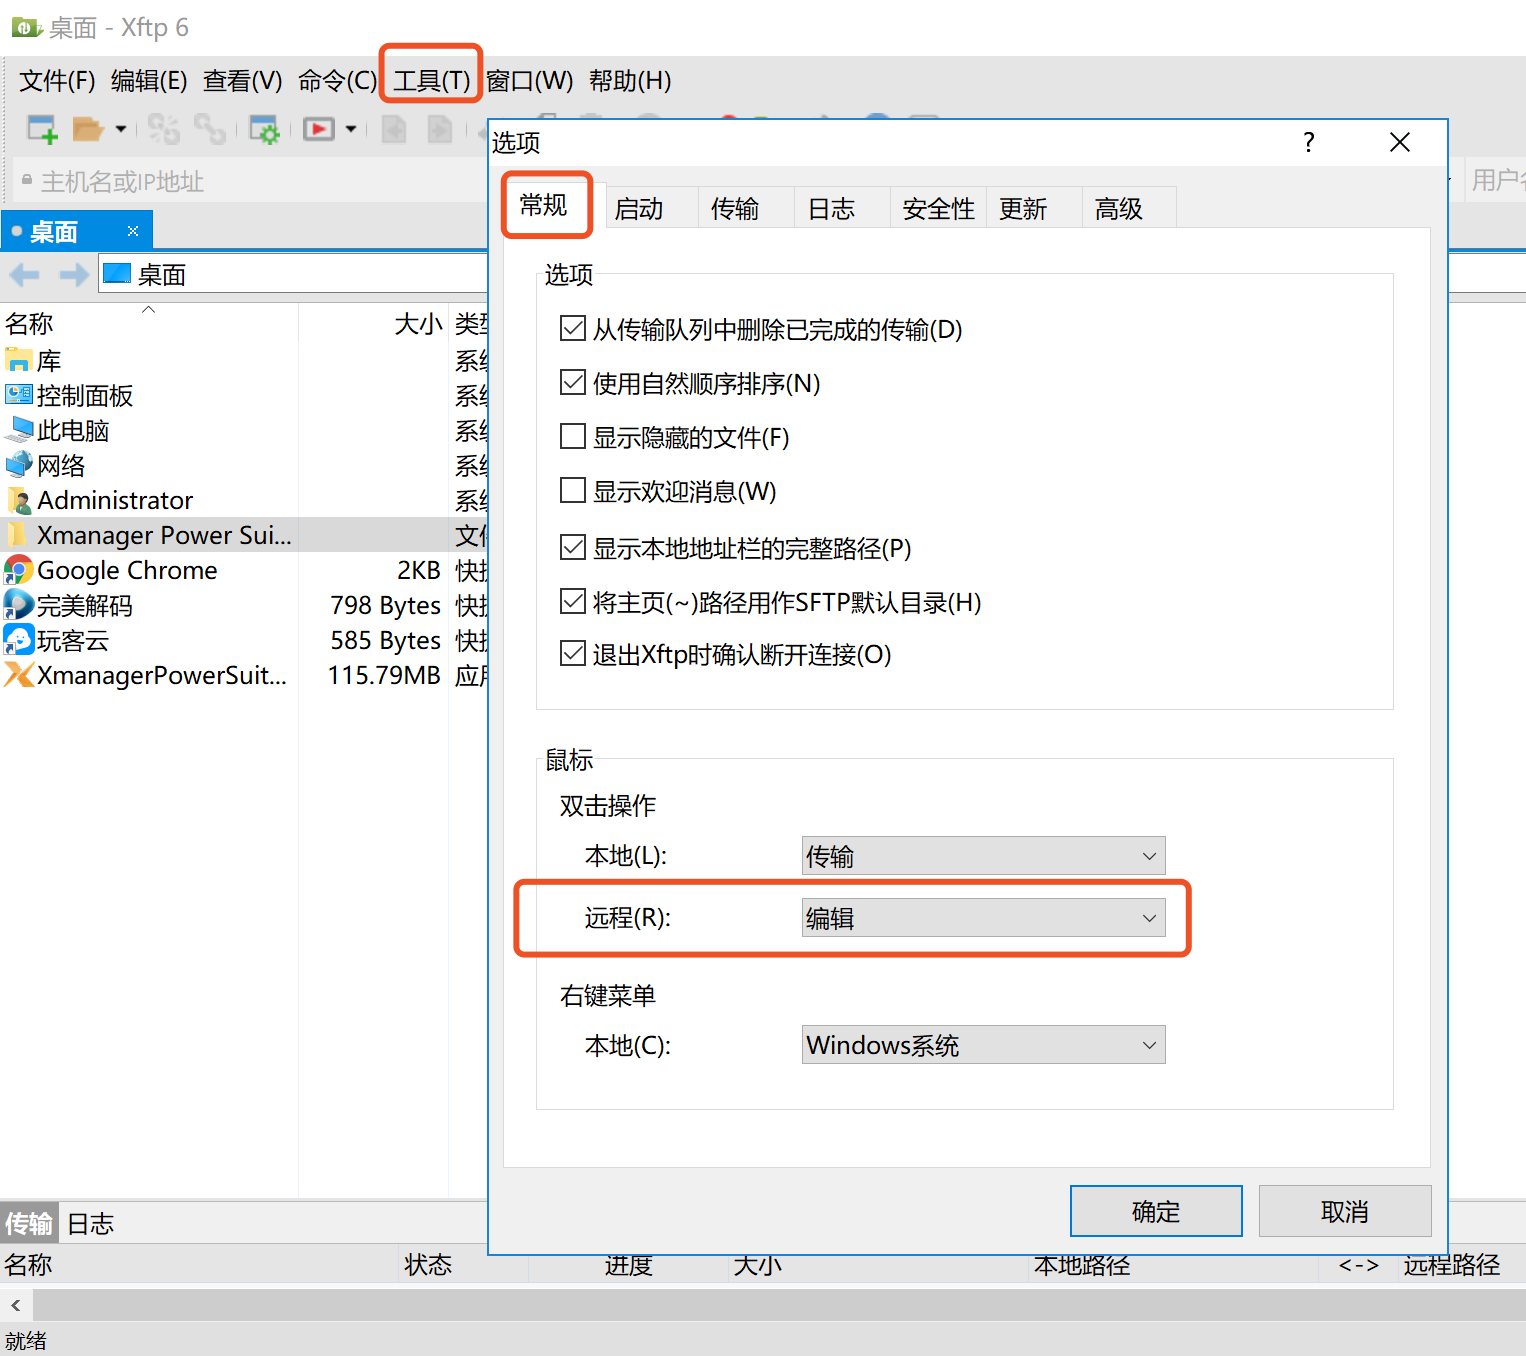 桌面 - Xftp 6
文件(F) 编辑(E) 查看(V) 命令(C) 工具(T) 窗口(W) 帮助(H)
主机名或IP地址
用户
桌面 ×
桌面
名称 大小
库
控制面板
此电脑
网络
Administrator
Xmanager Power Sui...
Google Chrome 2KB
完美解码 798 Bytes
玩客云 585 Bytes
XmanagerPowerSuit... 115.79MB
选项 ?
常规 启动 传输 日志 安全性 更新 高级
选项
从传输队列中删除已完成的传输(D)
使用自然顺序排序(N)
显示隐藏的文件(F)
显示欢迎消息(W)
显示本地地址栏的完整路径(P)
将主页(~)路径用作SFTP默认目录(H)
退出Xftp时确认断开连接(O)
鼠标
双击操作
本地(L): 传输
远程(R): 编辑
右键菜单
本地(C): Windows系统
确定 取消
传输 日志
名称 状态 进度 大小 本地路径 <-> 远程路径
就绪